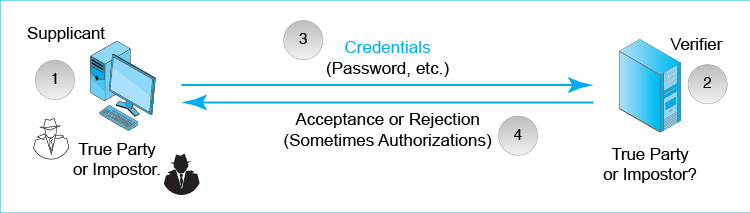 Supplicant
1
True Party
or Impostor.
3
Credentials
(Password, etc.)
Acceptance or Rejection
(Sometimes Authorizations)
4
Verifier
2
True Party
or Impostor?